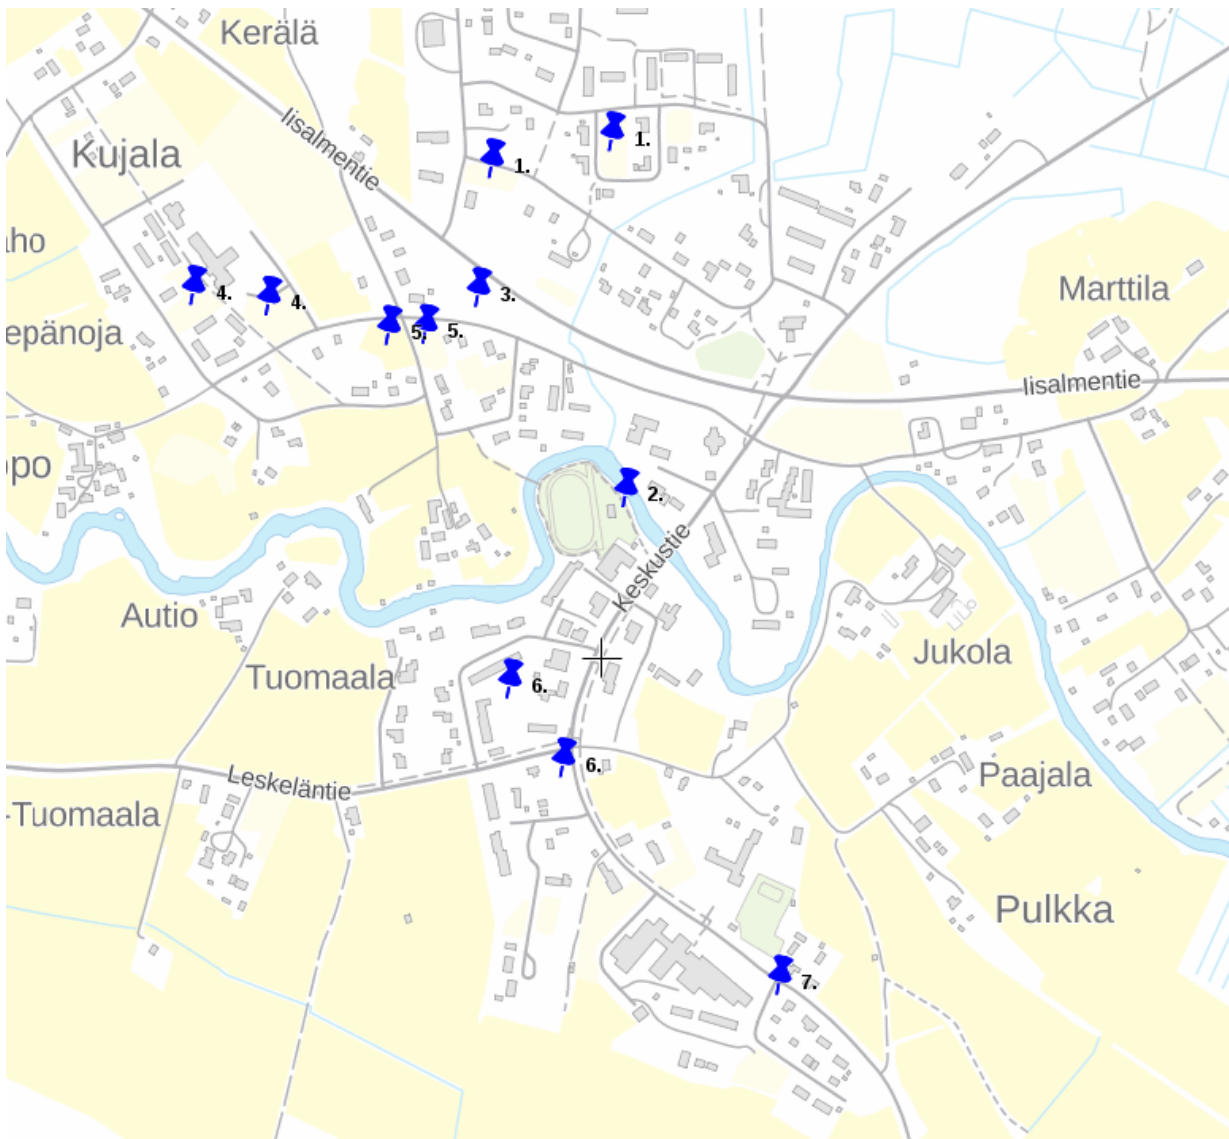 Kerälä
Iisalmentie
Kujala
1.
1.
aho
4.
4.
3.
5.
5.
Marttila
epänoja
Iisalmentie
ppo
2.
Keskustie
Autio
Tuomaala
6.
Jukola
6.
Leskeläntie
Paajala
-Tuomaala
Pulkka
7.